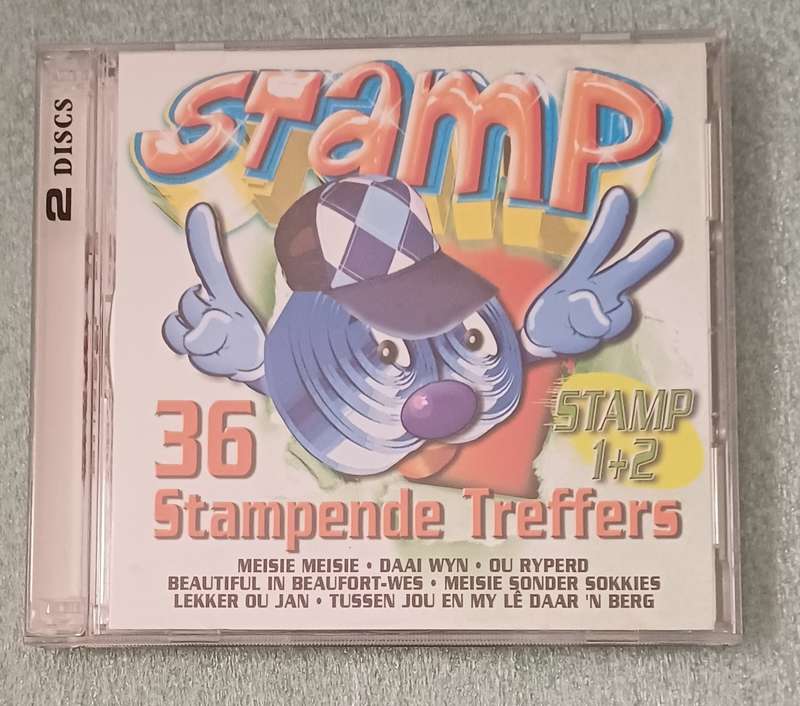 2 DISCS
STAMP
36
STAMP
1+2
Stampende Treffers
MEISIE MEISIE • DAAI WYN • OU RYPERD
BEAUTIFUL IN BEAUFORT-WES • MEISIE SONDER SOKKIES
LEKKER OU JAN • TUSSEN JOU EN MY LÊ DAAR 'N BERG